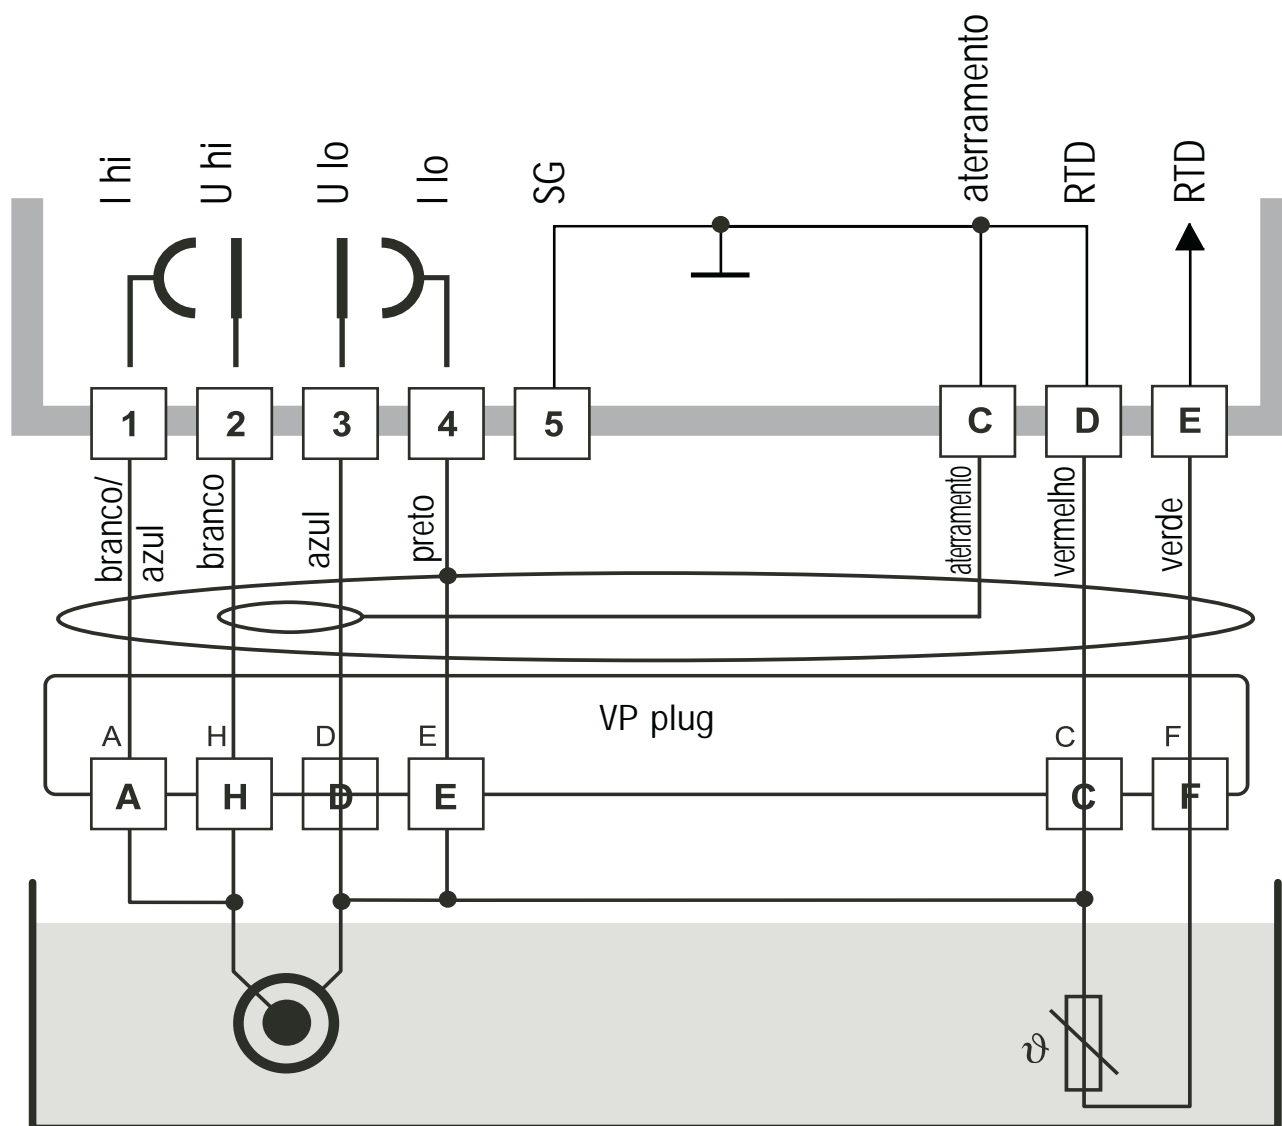 I hi
U hi
U lo
I lo
SG
aterramento
RTD
RTD
1
2
3
4
5
C
D
E
branco/
azul
branco
azul
preto
aterramento
vermelho
verde
VP plug
A
H
D
E
C
F
A
H
D
E
C
F
ϑ